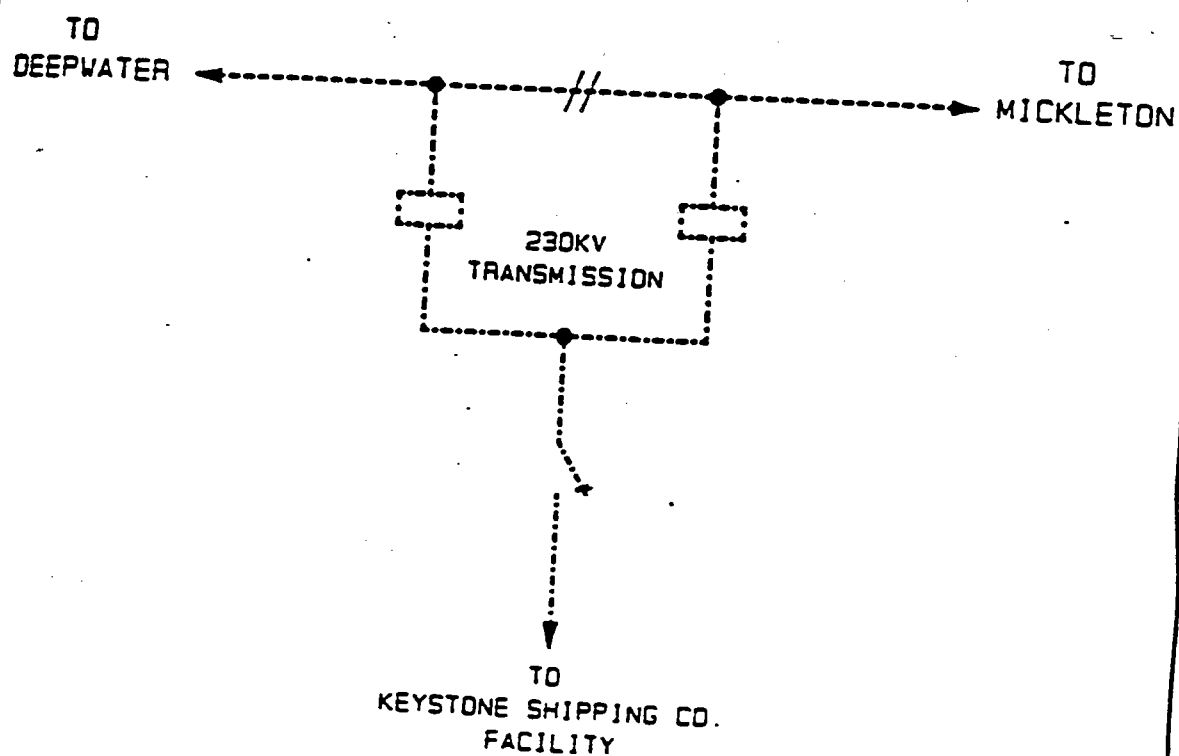 TO
DEEPWATER
TO
MICKLETON
230KV
TRANSMISSION
TO
KEYSTONE SHIPPING CO.
FACILITY